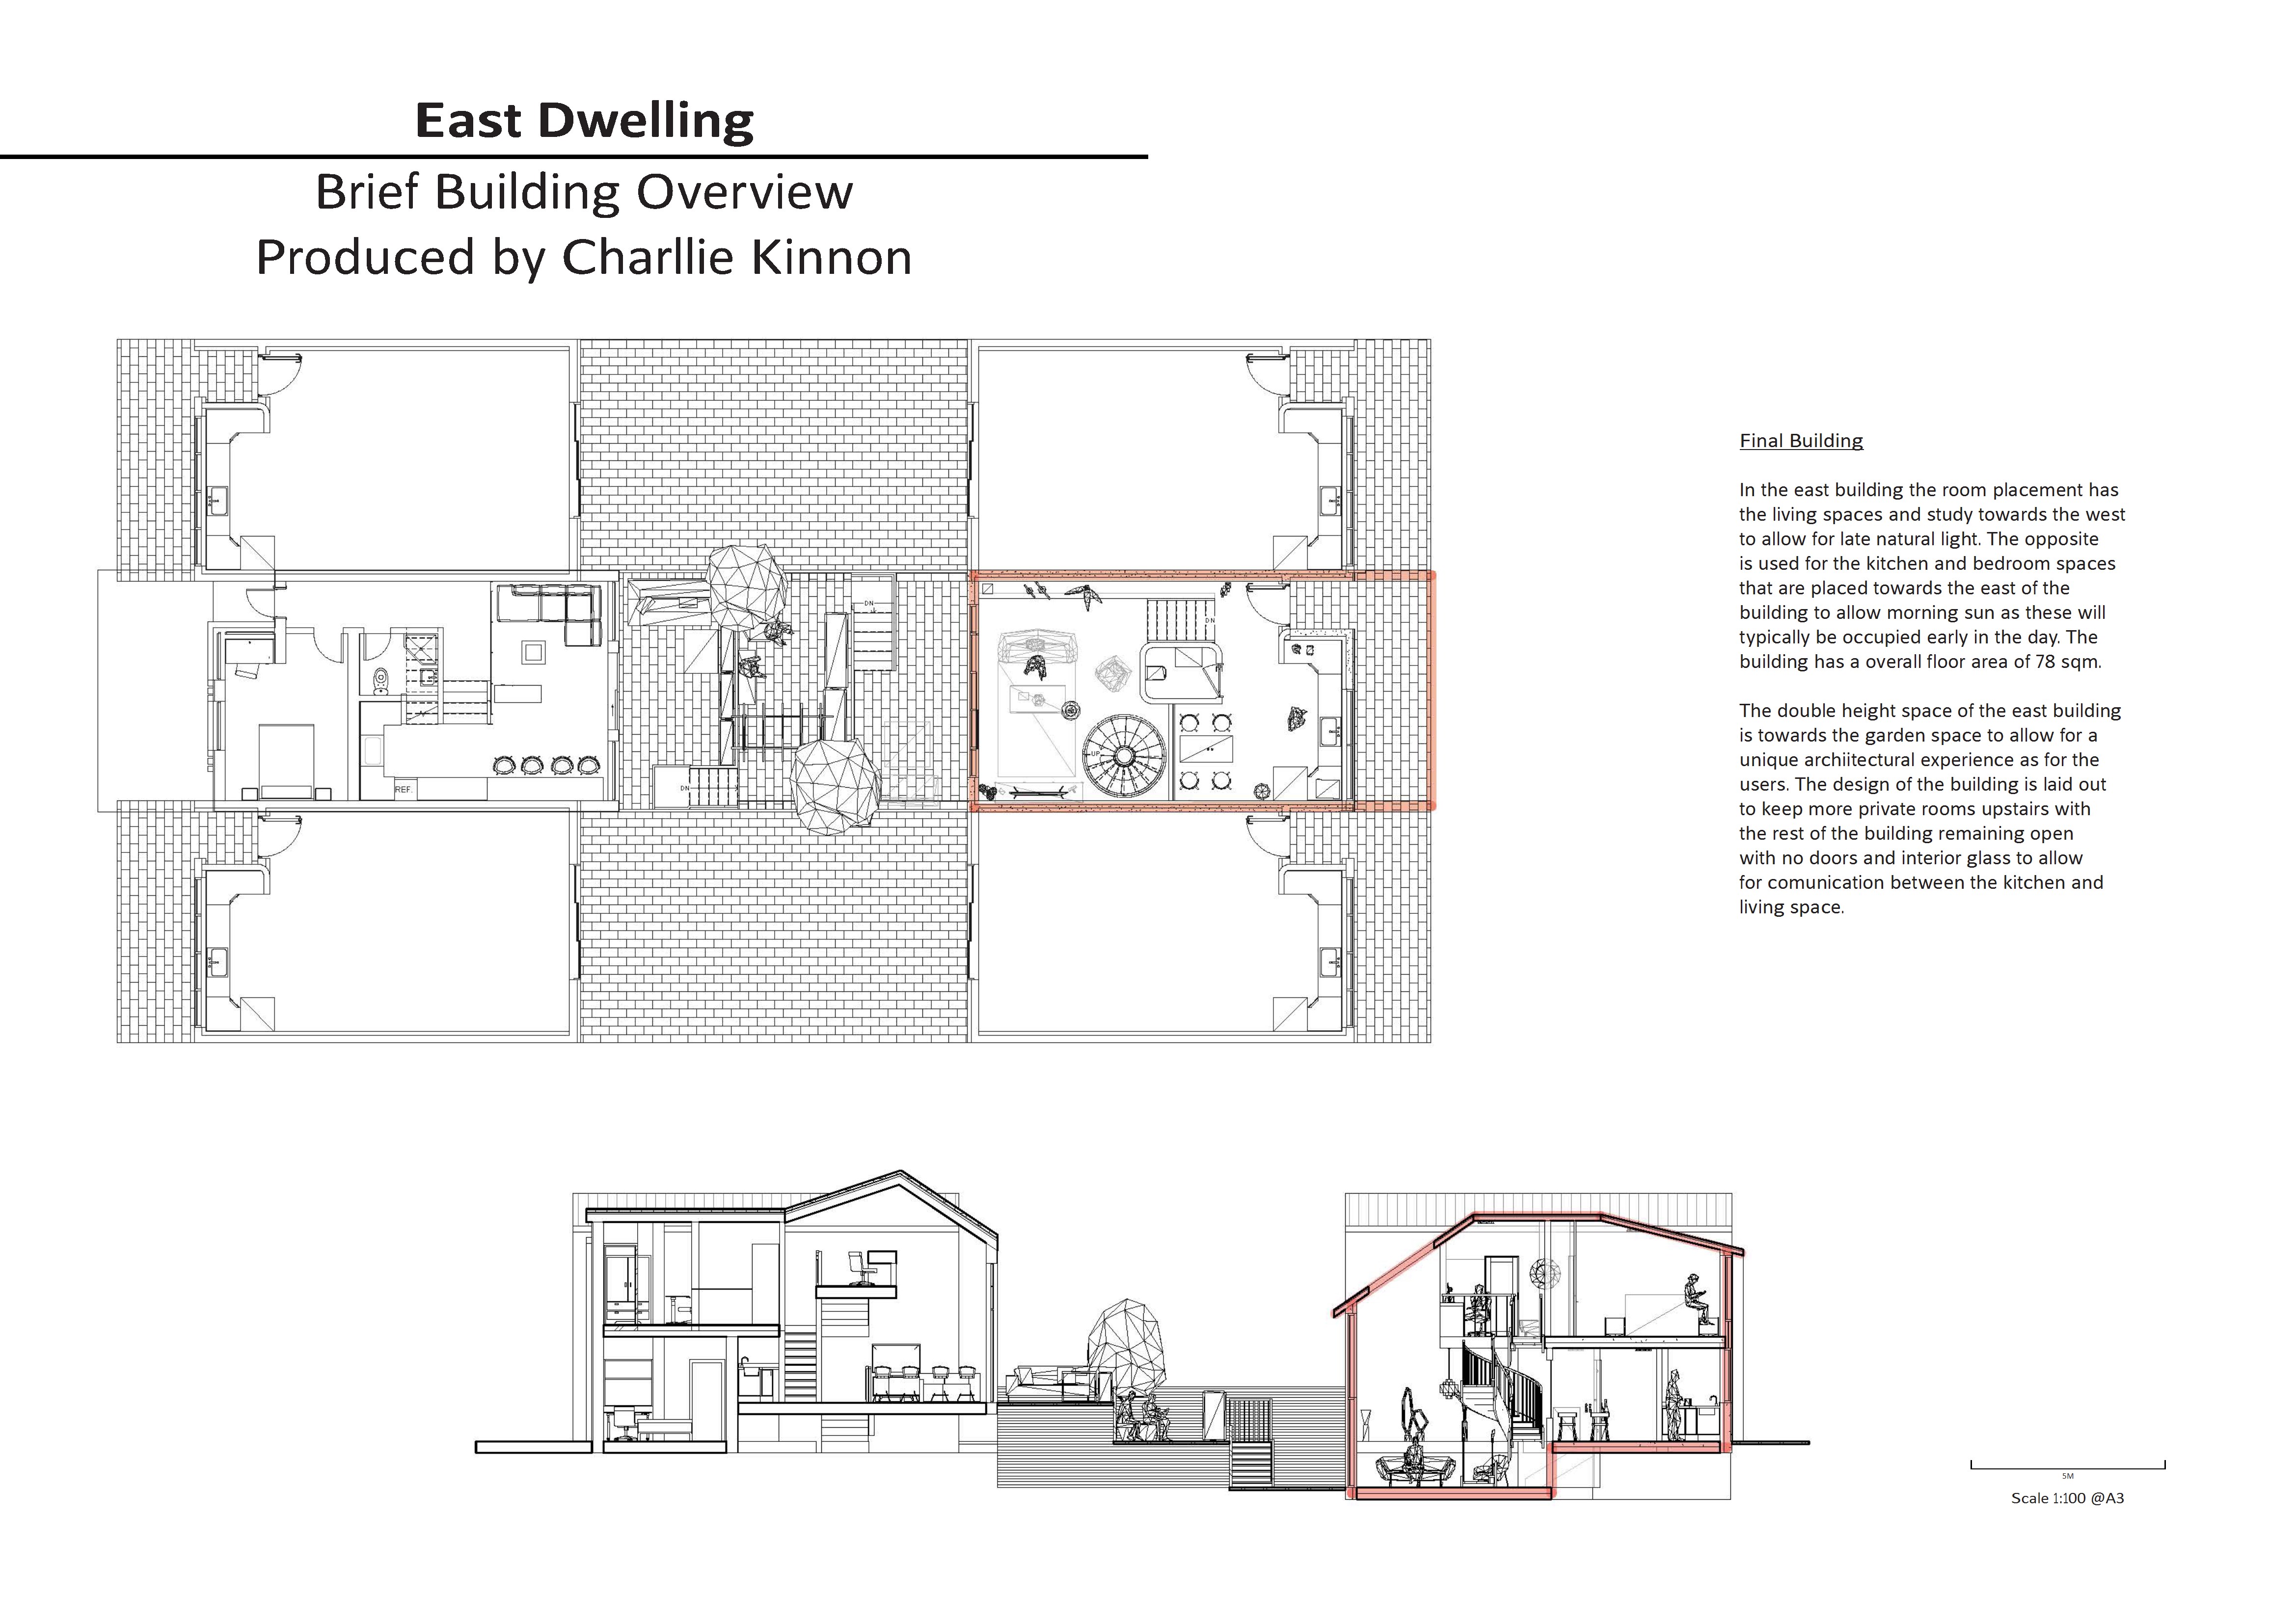 East Dwelling
Brief Building Overview
Produced by Charllie Kinnon
DN
DN
UP
DN
REF.
Final Building
In the east building the room placement has
the living spaces and study towards the west
to allow for late natural light. The opposite
is used for the kitchen and bedroom spaces
that are placed towards the east of the
building to allow morning sun as these will
typically be occupied early in the day. The
building has a overall floor area of 78 sqm.
The double height space of the east building
is towards the garden space to allow for a
unique archiitectural experience as for the
users. The design of the building is laid out
to keep more private rooms upstairs with
the rest of the building remaining open
with no doors and interior glass to allow
for comunication between the kitchen and
living space.
5M
Scale 1:100 @A3